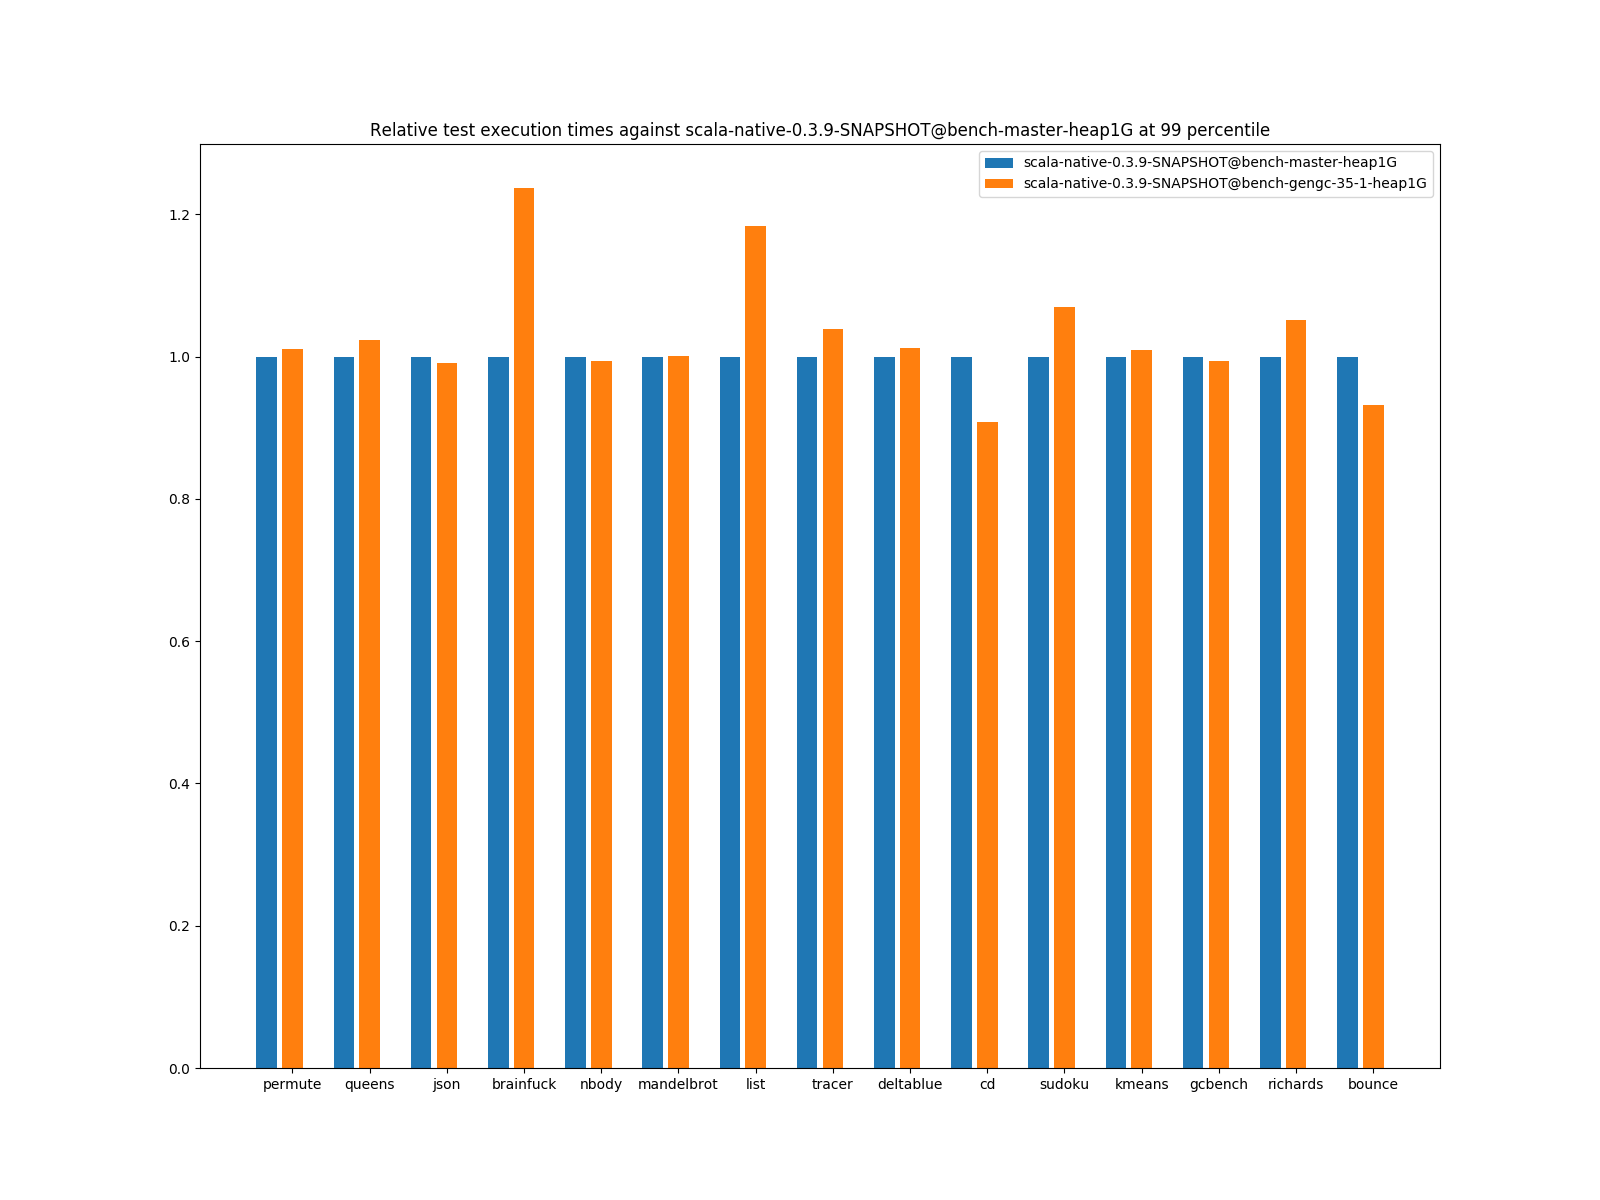 Relative test execution times against scala-native-0.3.9-SNAPSHOT@bench-master-heap1G at 99 percentile
scala-native-0.3.9-SNAPSHOT@bench-master-heap1G
scala-native-0.3.9-SNAPSHOT@bench-gengc-35-1-heap1G
1.2
1.0
0.8
0.6
0.4
0.2
0.0
permute queens json brainfuck nbody mandelbrot list tracer deltablue cd sudoku kmeans gcbench richards bounce